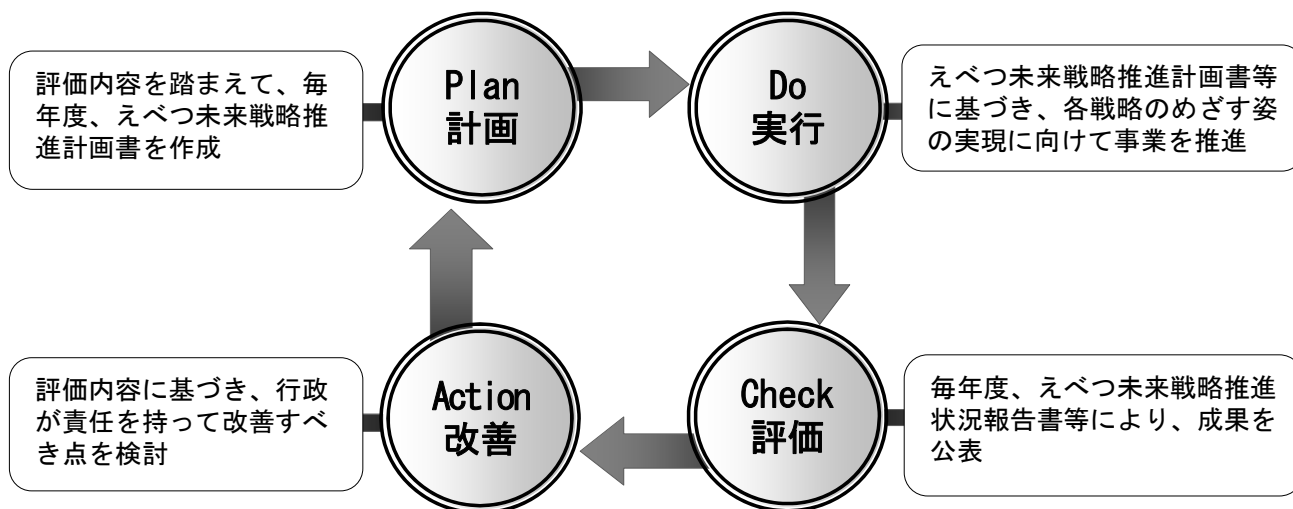 評価内容を踏まえて、毎
年度、えべつ未来戦略推
進計画書を作成
Plan
計画
Do
実行
えべつ未来戦略推進計画書等
に基づき、各戦略のめざす姿
の実現に向けて事業を推進
評価内容に基づき、行政
が責任を持って改善すべ
き点を検討
Action
改善
Check
評価
毎年度、えべつ未来戦略推進
状況報告書等により、成果を
公表